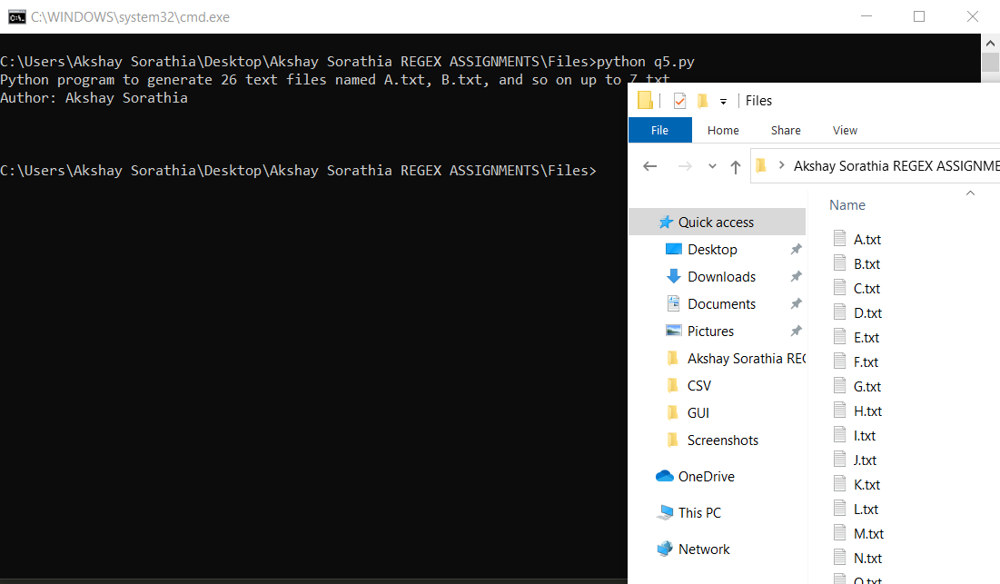 C:\WINDOWS\system32\cmd.exe
C:\Users\Akshay Sorathia\Desktop\Akshay Sorathia REGEX ASSIGNMENTS\Files>python q5.py
Python program to generate 26 text files named A.txt, B.txt, and so on up to Z.txt
Author: Akshay Sorathia
C:\Users\Akshay Sorathia\Desktop\Akshay Sorathia REGEX ASSIGNMENTS\Files>
Files
File Home Share View
Akshay Sorathia REGEX ASSIGNME
Name
Quick access
Desktop
Downloads
Documents
Pictures
Akshay Sorathia REG
CSV
GUI
Screenshots
OneDrive
This PC
Network
A.txt
B.txt
C.txt
D.txt
E.txt
F.txt
G.txt
H.txt
I.txt
J.txt
K.txt
L.txt
M.txt
N.txt
O.txt